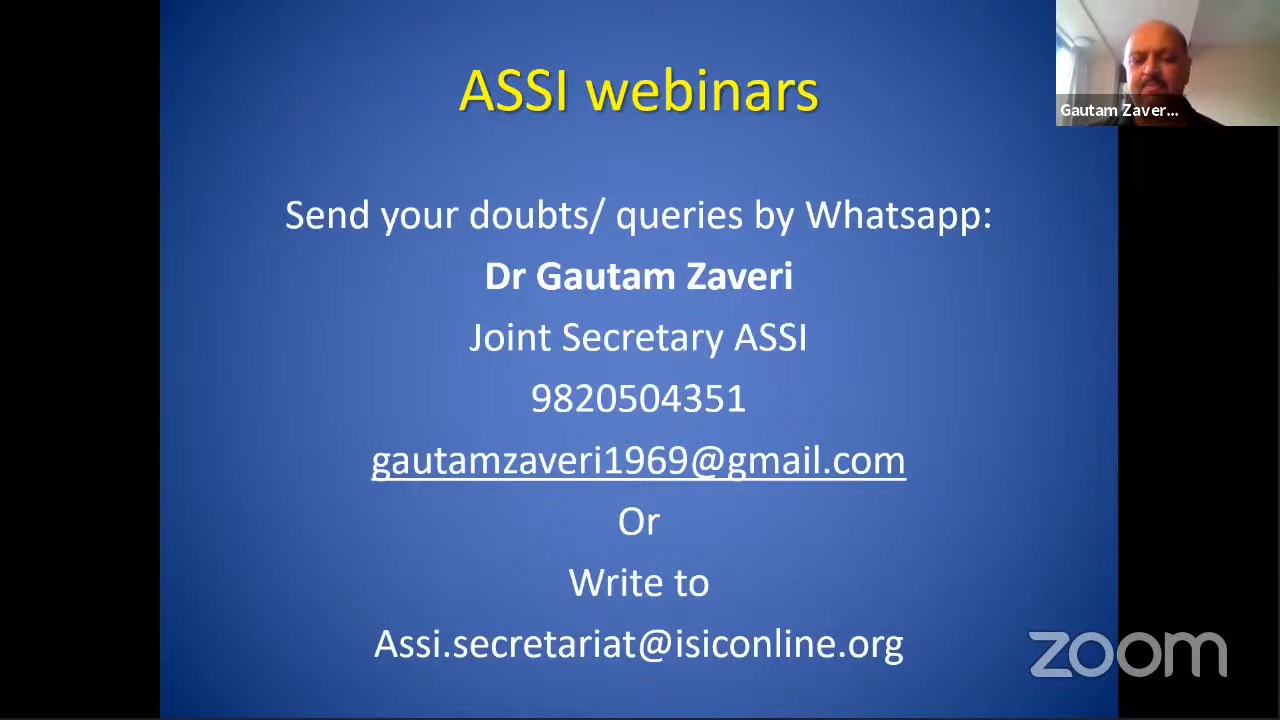 ASSI webinars
Gautam Zaver...
Send your doubts/ queries by Whatsapp:
Dr Gautam Zaveri
Joint Secretary ASSI
9820504351
gautamzaveri1969@gmail.com
Or
Write to
Assi.secretariat@isiconline.org
zoom